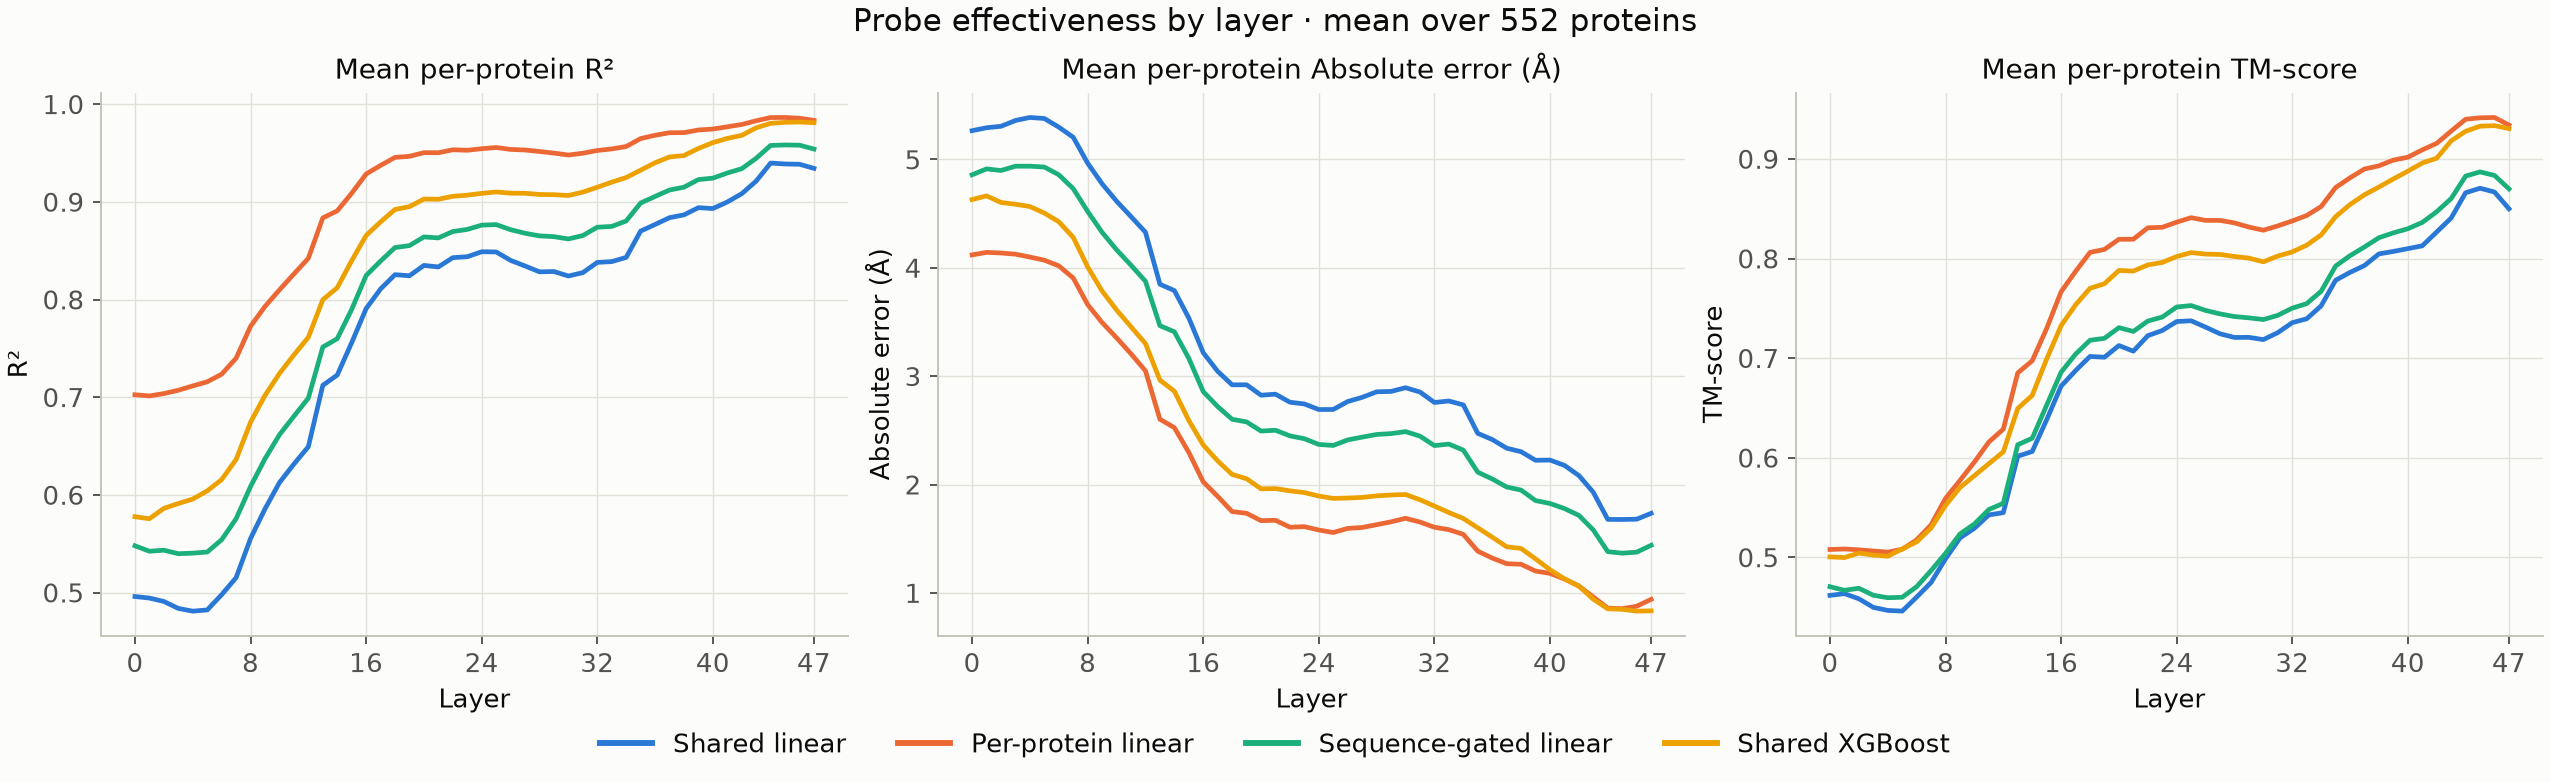 Probe effectiveness by layer · mean over 552 proteins
Mean per-protein R²
R²
1.0
0.9
0.8
0.7
0.6
0.5
0 8 16 24 32 40 47
Layer
Mean per-protein Absolute error (Å)
Absolute error (Å)
5
4
3
2
1
0 8 16 24 32 40 47
Layer
Mean per-protein TM-score
TM-score
0.9
0.8
0.7
0.6
0.5
0 8 16 24 32 40 47
Layer
Shared linear
Per-protein linear
Sequence-gated linear
Shared XGBoost